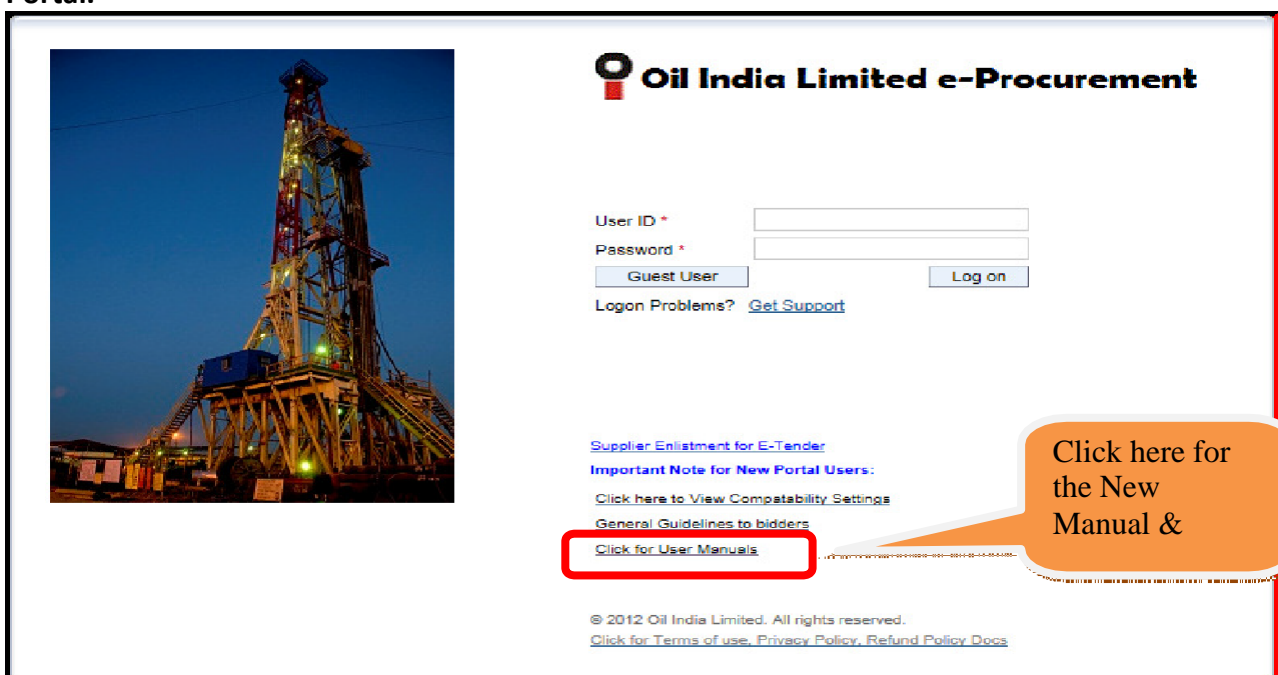 Portal.
Oil India Limited e-Procurement
User ID *
Password *
Guest User
Log on
Logon Problems? Get Support
Supplier Enlistment for E-Tender
Important Note for New Portal Users:
Click here to View Compatability Settings
General Guidelines to bidders
Click for User Manuals
Click here for
the New
Manual &
© 2012 Oil India Limited. All rights reserved.
Click for Terms of use, Privacy Policy, Refund Policy Docs